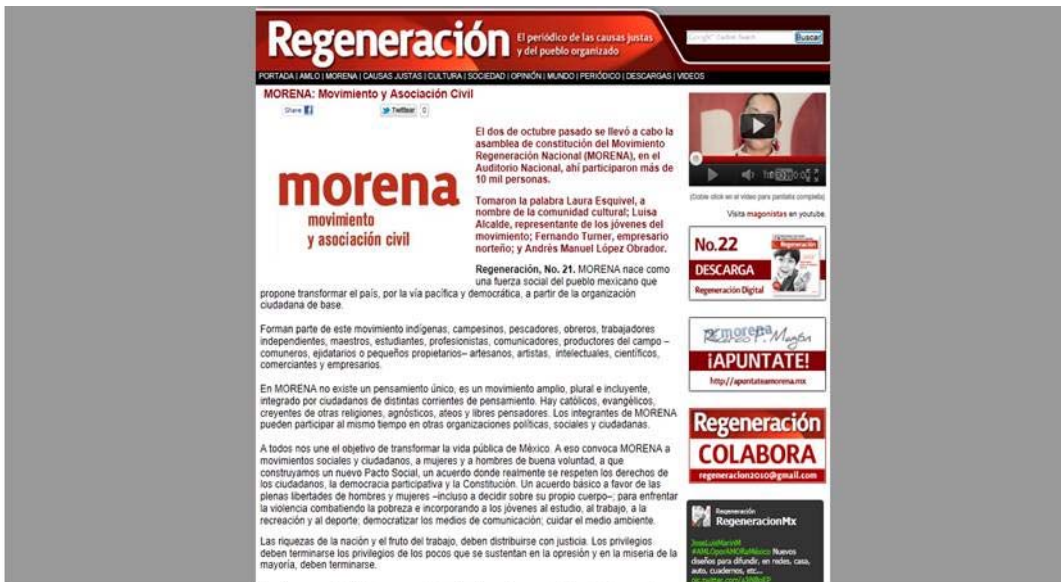 Regeneración
El periódico de las causas justas
y del pueblo organizado
Buscar
PORTADA | AMLO | MORENA | CAUSAS JUSTAS | CULTURA | SOCIEDAD | OPINIÓN | MUNDO | PERIÓDICO | DESCARGAS | VIDEOS
MORENA: Movimiento y Asociación Civil
Share
Twittear 0
morena
movimiento
y asociación civil
El dos de octubre pasado se llevó a cabo la
asamblea de constitución del Movimiento
Regeneración Nacional (MORENA), en el
Auditorio Nacional, ahí participaron más de
10 mil personas.
Tomaron la palabra Laura Esquivel, a
nombre de la comunidad cultural; Luisa
Alcalde, representante de los jóvenes del
movimiento; Fernando Turner, empresario
norteño; y Andrés Manuel López Obrador.
Regeneración, No. 21. MORENA nace como
una fuerza social del pueblo mexicano que
propone transformar el país, por la vía pacífica y democrática, a partir de la organización
ciudadana de base.
Forman parte de este movimiento indígenas, campesinos, pescadores, obreros, trabajadores
independientes, maestros, estudiantes, profesionistas, comunicadores, productores del campo –
comuneros, ejidatarios o pequeños propietarios– artesanos, artistas, intelectuales, científicos,
comerciantes y empresarios.
En MORENA no existe un pensamiento único, es un movimiento amplio, plural e incluyente,
integrado por ciudadanos de distintas corrientes de pensamiento. Hay católicos, evangélicos,
creyentes de otras religiones, agnósticos, ateos y libres pensadores. Los integrantes de MORENA
pueden participar al mismo tiempo en otras organizaciones políticas, sociales y ciudadanas.
A todos nos une el objetivo de transformar la vida pública de México. A eso convoca MORENA a
movimientos sociales y ciudadanos, a mujeres y a hombres de buena voluntad, a que
construyamos un nuevo Pacto Social, un acuerdo donde realmente se respeten los derechos de
los ciudadanos, la democracia participativa y la Constitución. Un acuerdo básico a favor de las
plenas libertades de hombres y mujeres –incluso a decidir sobre su propio cuerpo–; para enfrentar
la violencia combatiendo la pobreza e incorporando a los jóvenes al estudio, al trabajo, a la
recreación y al deporte; democratizar los medios de comunicación; cuidar el medio ambiente.
Las riquezas de la nación y el fruto del trabajo, deben distribuirse con justicia. Los privilegios
deben terminarse los privilegios de los pocos que se sustentan en la opresión y en la miseria de la
mayoría, deben terminarse.
(Doble click en el video para pantalla completa)
Visita magonistas en youtube.
No.22
DESCARGA
Regeneración Digital
Regeneración
morena
¡APUNTATE!
http://apuntateamorena.mx
Regeneración
COLABORA
regeneracion2010@gmail.com
Regeneración
RegeneracionMx
JoseLuisMarinM
#AMLOporAMORaMéxico Nuevos
diseños para difundir, en redes, casa,
auto, cuadernos, etc...